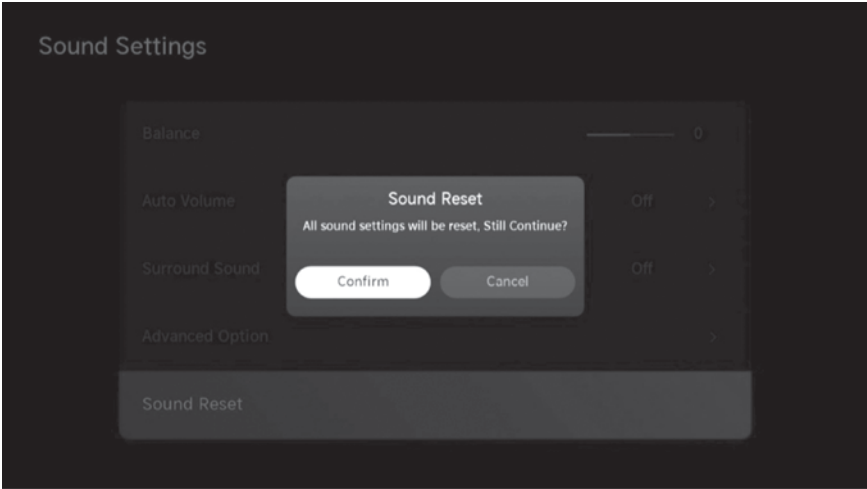 Sound Settings
Balance 0
Auto Volume Off >
Surround Sound Off >
Advanced Option >
Sound Reset
Sound Reset
All sound settings will be reset, Still Continue?
Confirm Cancel